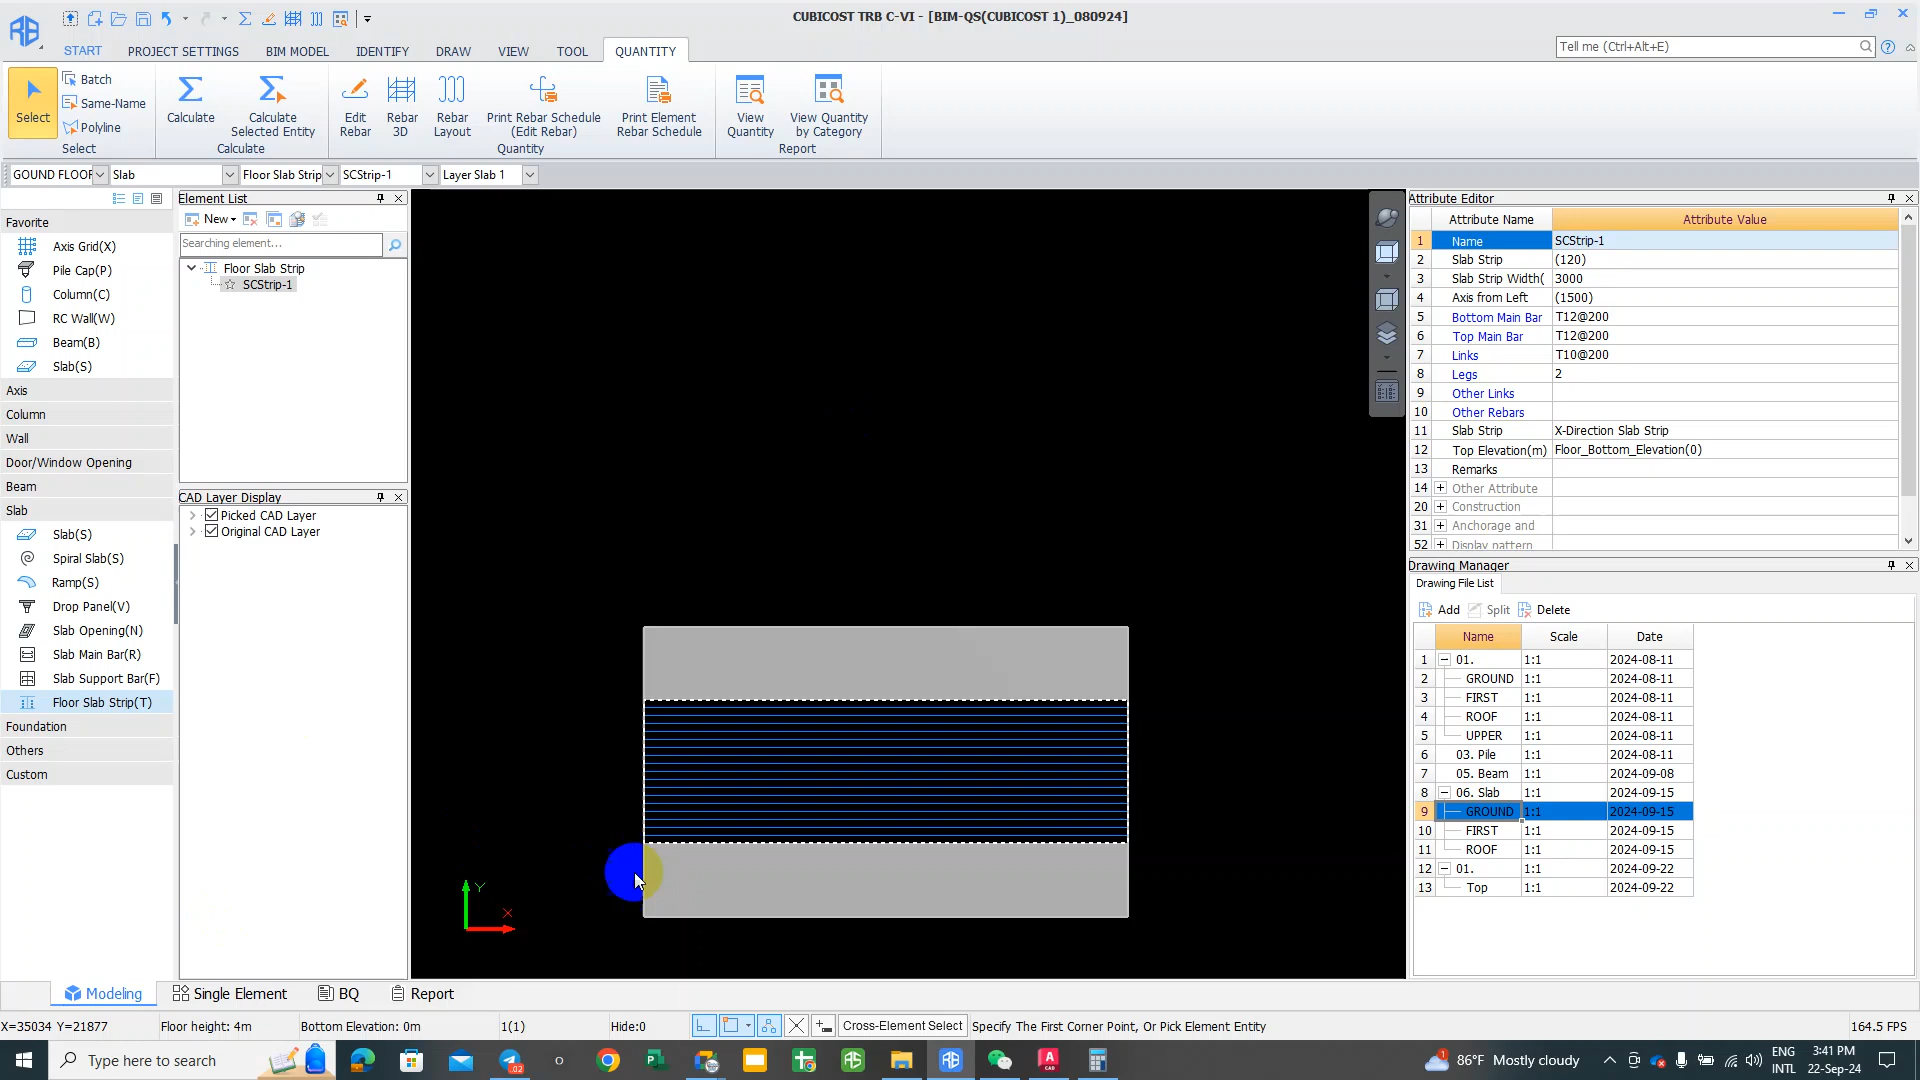 CUBICOST TRB C-VI - [BIM-QS(CUBICOST 1)_080924]
START PROJECT SETTINGS BIM MODEL IDENTIFY DRAW VIEW TOOL QUANTITY
Tell me (Ctrl+Alt+E)
Select
Batch
Same-Name
Polyline
Select
Calculate
Calculate Selected Entity
Calculate
Edit Rebar
Rebar 3D
Rebar Layout
Print Rebar Schedule (Edit Rebar)
Print Element Rebar Schedule
Quantity
View Quantity
View Quantity by Category
Report
GOUND FLOOR Slab Floor Slab Strip SCStrip-1 Layer Slab 1
Favorite
Axis Grid(X)
Pile Cap(P)
Column(C)
RC Wall(W)
Beam(B)
Slab(S)
Axis
Column
Wall
Door/Window Opening
Beam
Slab
Slab(S)
Spiral Slab(S)
Ramp(S)
Drop Panel(V)
Slab Opening(N)
Slab Main Bar(R)
Slab Support Bar(F)
Floor Slab Strip(T)
Foundation
Others
Custom
Element List
New
Searching element...
Floor Slab Strip
SCStrip-1
CAD Layer Display
Picked CAD Layer
Original CAD Layer
Y
X
Attribute Editor
Attribute Name Attribute Value
1 Name SCStrip-1
2 Slab Strip (120)
3 Slab Strip Width( 3000
4 Axis from Left (1500)
5 Bottom Main Bar T12@200
6 Top Main Bar T12@200
7 Links T10@200
8 Legs 2
9 Other Links
10 Other Rebars
11 Slab Strip X-Direction Slab Strip
12 Top Elevation(m) Floor_Bottom_Elevation(0)
13 Remarks
14 Other Attribute
20 Construction
31 Anchorage and
52 Display pattern
Drawing Manager
Drawing File List
Add Split Delete
Name Scale Date
1 01. 1:1 2024-08-11
2 GROUND 1:1 2024-08-11
3 FIRST 1:1 2024-08-11
4 ROOF 1:1 2024-08-11
5 UPPER 1:1 2024-08-11
6 03. Pile 1:1 2024-08-11
7 05. Beam 1:1 2024-09-08
8 06. Slab 1:1 2024-09-15
9 GROUND 1:1 2024-09-15
10 FIRST 1:1 2024-09-15
11 ROOF 1:1 2024-09-15
12 01. 1:1 2024-09-22
13 Top 1:1 2024-09-22
Modeling Single Element BQ Report
X=35034 Y=21877 Floor height: 4m Bottom Elevation: 0m 1(1) Hide:0 Cross-Element Select Specify The First Corner Point, Or Pick Element Entity 164.5 FPS
Type here to search
86°F Mostly cloudy
ENG
INTL
3:41 PM
22-Sep-24